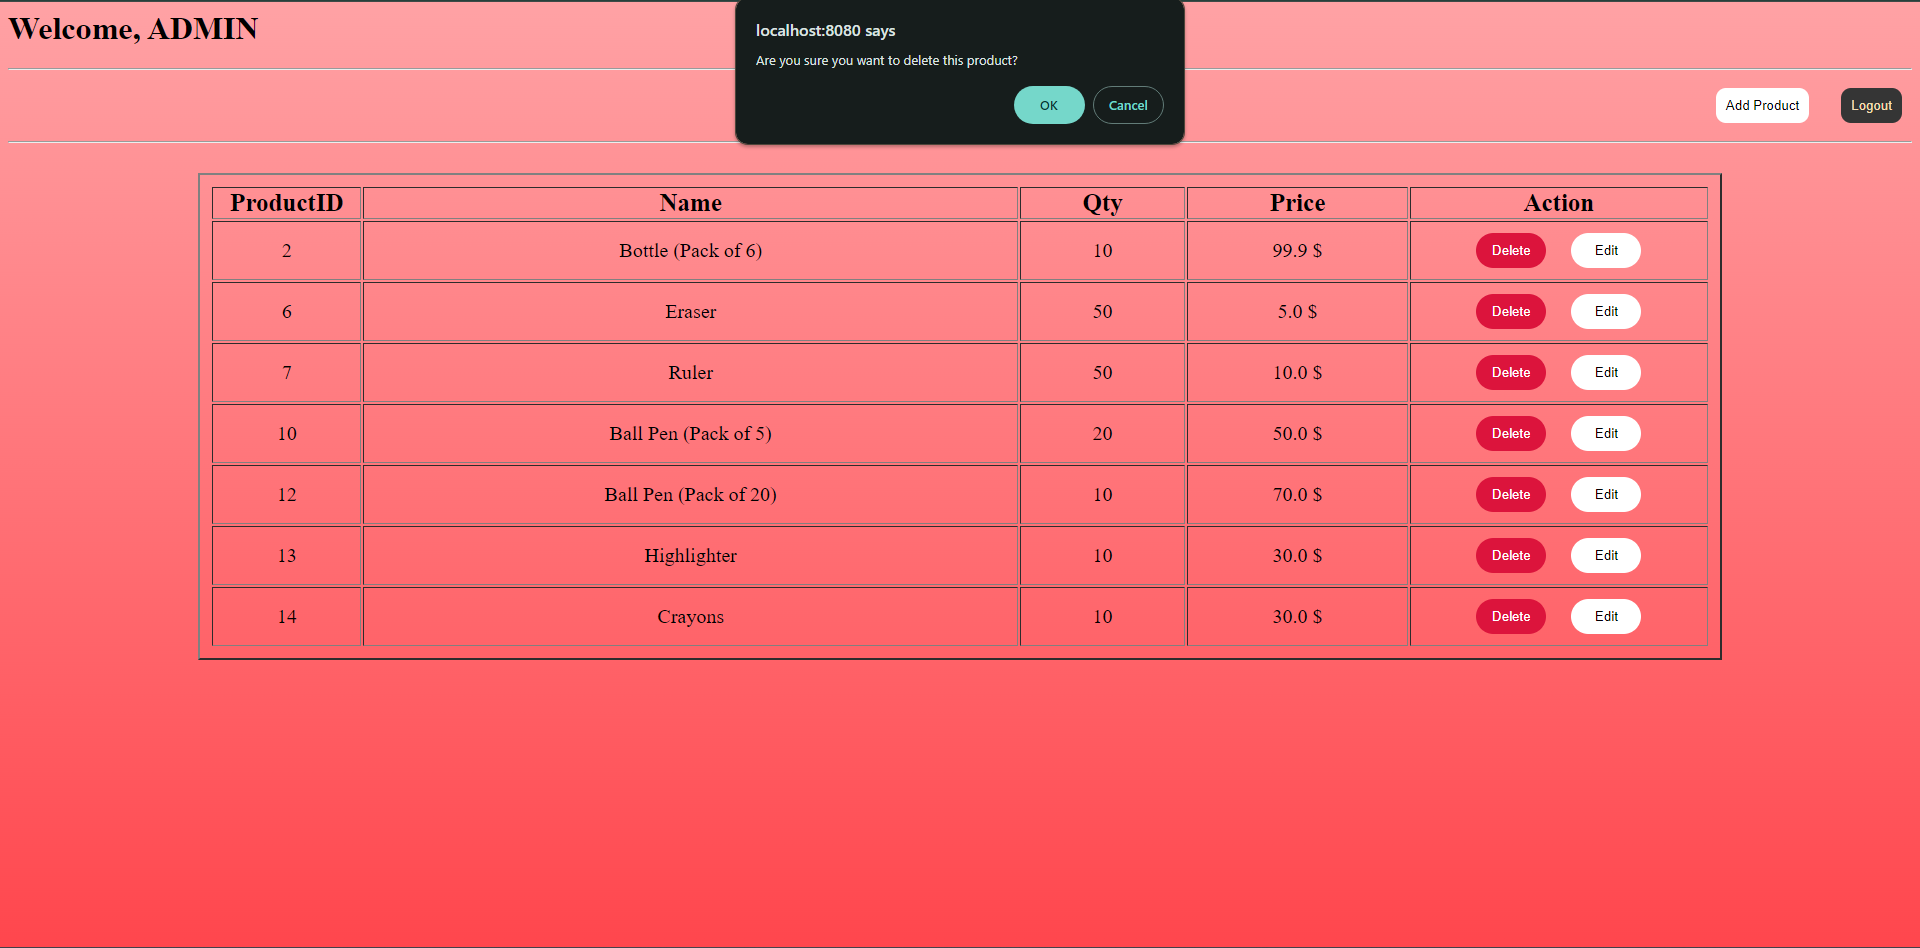 Welcome, ADMIN
localhost:8080 says
Are you sure you want to delete this product?
OK Cancel
Add Product Logout
ProductID Name Qty Price Action
2 Bottle (Pack of 6) 10 99.9 $ Delete Edit
6 Eraser 50 5.0 $ Delete Edit
7 Ruler 50 10.0 $ Delete Edit
10 Ball Pen (Pack of 5) 20 50.0 $ Delete Edit
12 Ball Pen (Pack of 20) 10 70.0 $ Delete Edit
13 Highlighter 10 30.0 $ Delete Edit
14 Crayons 10 30.0 $ Delete Edit